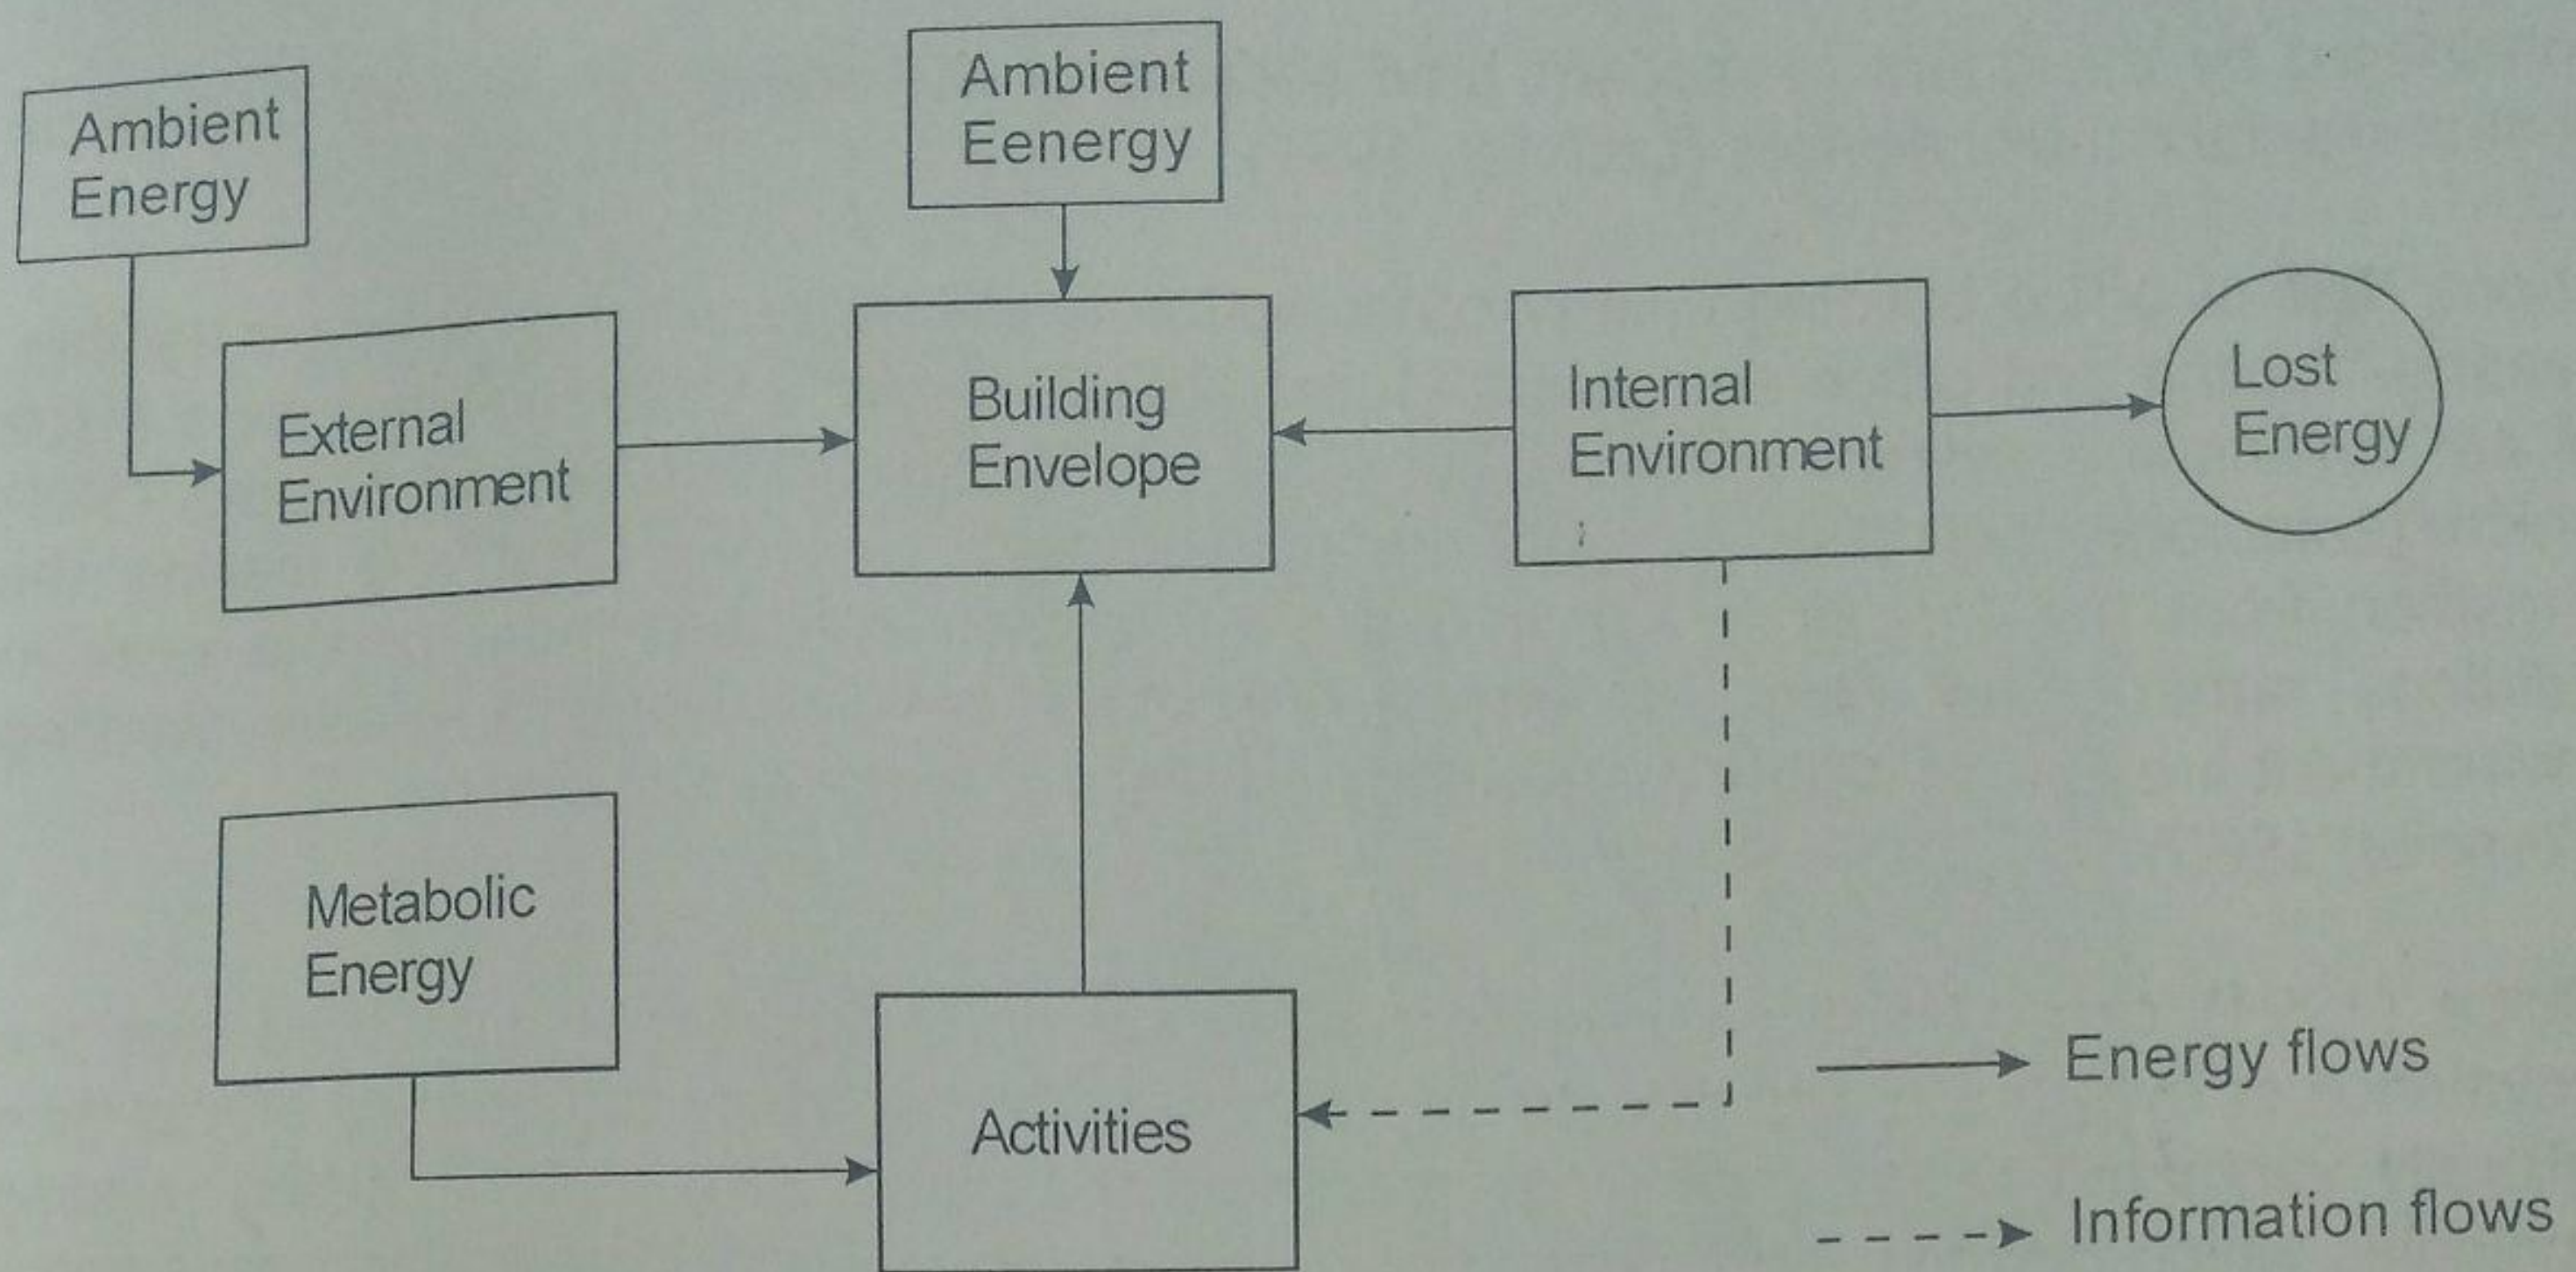 Ambient
Energy
Ambient
Eenergy
External
Environment
Building
Envelope
Internal
Environment
Lost
Energy
Metabolic
Energy
Activities
Energy flows
Information flows